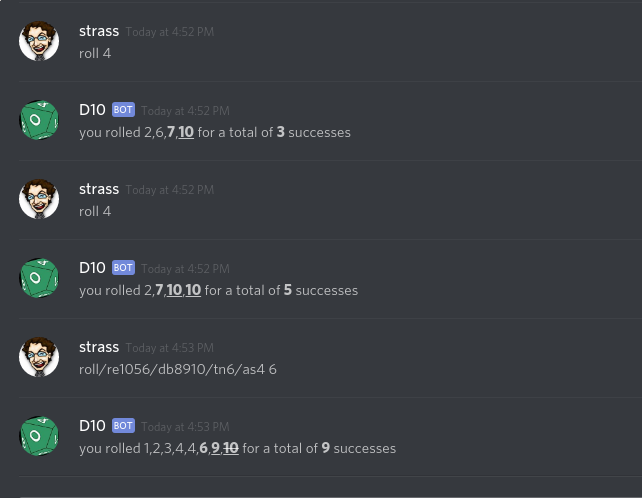 strass Today at 4:52 PM
roll 4
D10 BOT Today at 4:52 PM
you rolled 2,6,7,10 for a total of 3 successes
strass Today at 4:52 PM
roll 4
D10 BOT Today at 4:52 PM
you rolled 2,7,10,10 for a total of 5 successes
strass Today at 4:53 PM
roll/re1056/db8910/tn6/as4 6
D10 BOT Today at 4:53 PM
you rolled 1,2,3,4,4,6,9,10 for a total of 9 successes